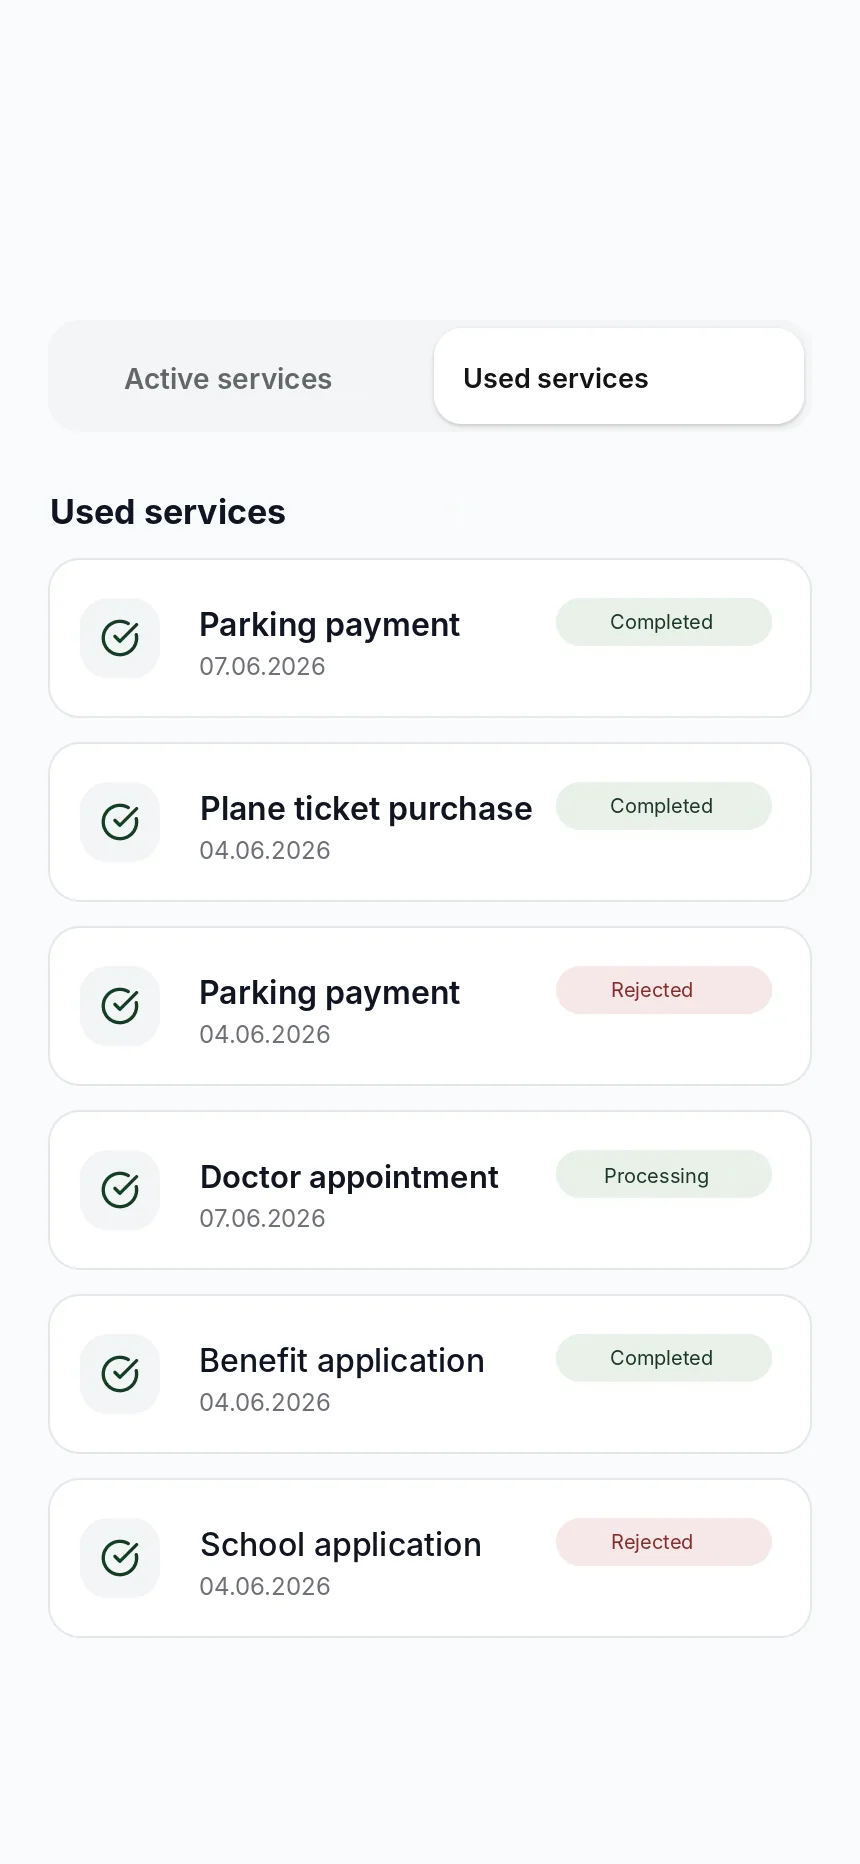 Active services
Used services
Used services
Parking payment
Completed
07.06.2026
Plane ticket purchase
Completed
04.06.2026
Parking payment
Rejected
04.06.2026
Doctor appointment
Processing
07.06.2026
Benefit application
Completed
04.06.2026
School application
Rejected
04.06.2026